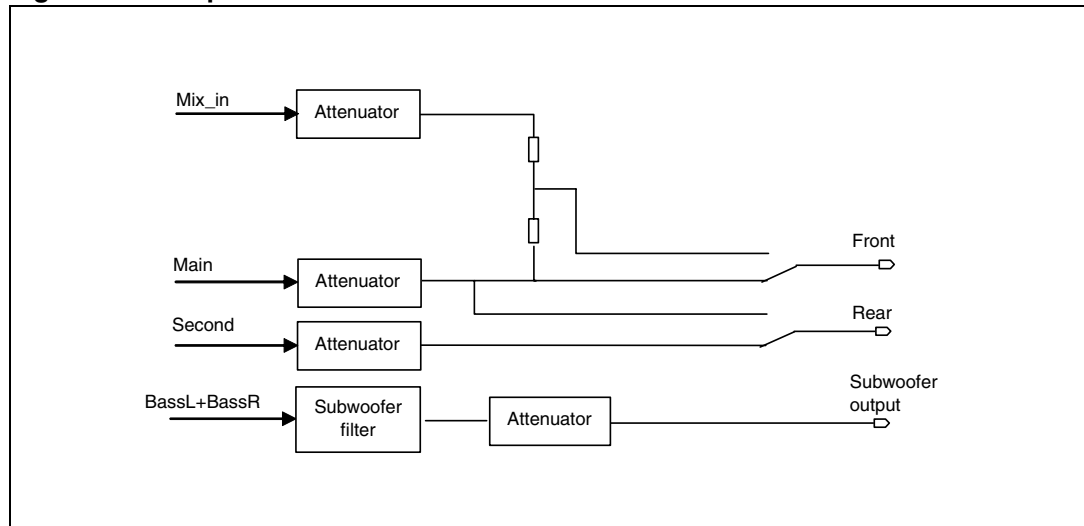 Mix_in
Attenuator
Front
Main
Attenuator
Rear
Second
Attenuator
Subwoofer
output
BassL+BassR
Subwoofer
filter
Attenuator